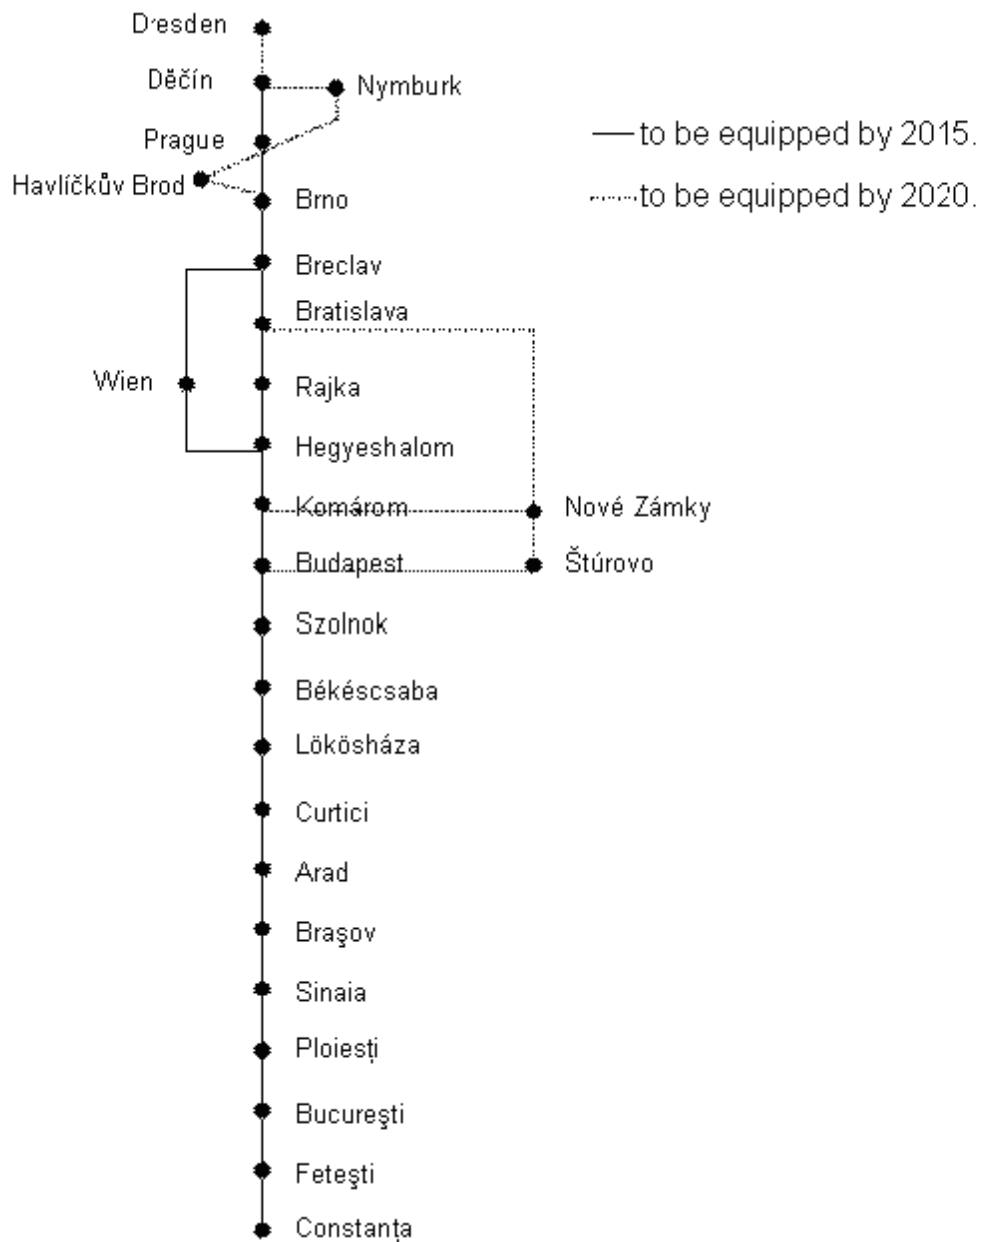 Dresden
Děčín
Nymburk
Prague
to be equipped by 2015.
Havlíčkův Brod
to be equipped by 2020.
Brno
Breclav
Bratislava
Wien
Rajka
Hegyeshalom
Komárom
Nové Zámky
Budapest
Štúrovo
Szolnok
Békéscsaba
Lökösháza
Curtici
Arad
Braşov
Sinaia
Ploieşți
Bucureşti
Feteşti
Constanța